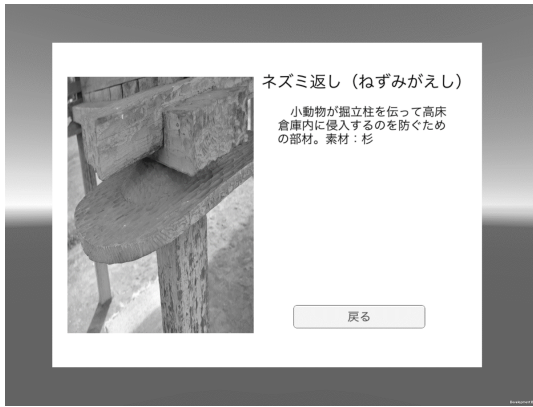 ネズミ返し（ねずみがえし）
小動物が掘立柱を伝って高床
倉庫内に侵入するのを防ぐため
の部材。素材：杉
戻る
Development B